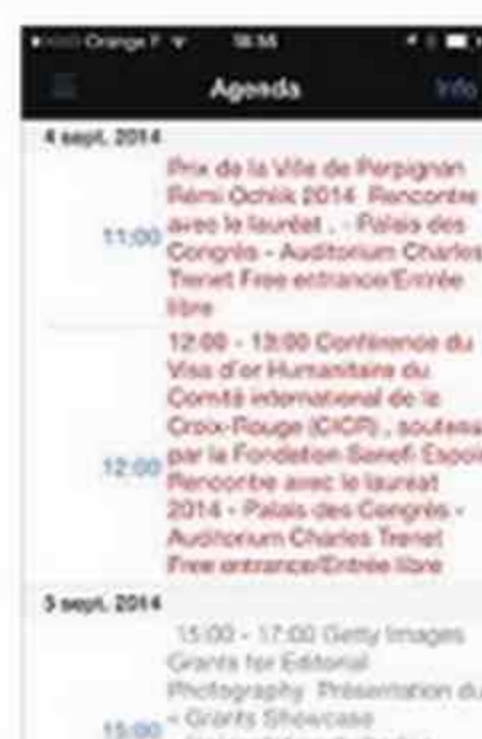 Orange F 18:55
Agenda Info
4 sept. 2014
11:00
Prix de la Ville de Perpignan
Rémi Ochlik 2014 Rencontre
avec le lauréat . - Palais des
Congrès - Auditorium Charles
Trenet Free entrance/Entrée
libre
12:00
12:00 - 13:00 Conférence du
Visa d'or Humanitaire du
Comité international de la
Croix-Rouge (CICR) , soutenu
par la Fondation Sanofi Espoir
Rencontre avec le lauréat
2014 - Palais des Congrès -
Auditorium Charles Trenet
Free entrance/Entrée libre
3 sept. 2014
15:00
15:00 - 17:00 Getty Images
Grants for Editorial
Photography Présentation du
« Grants Showcase